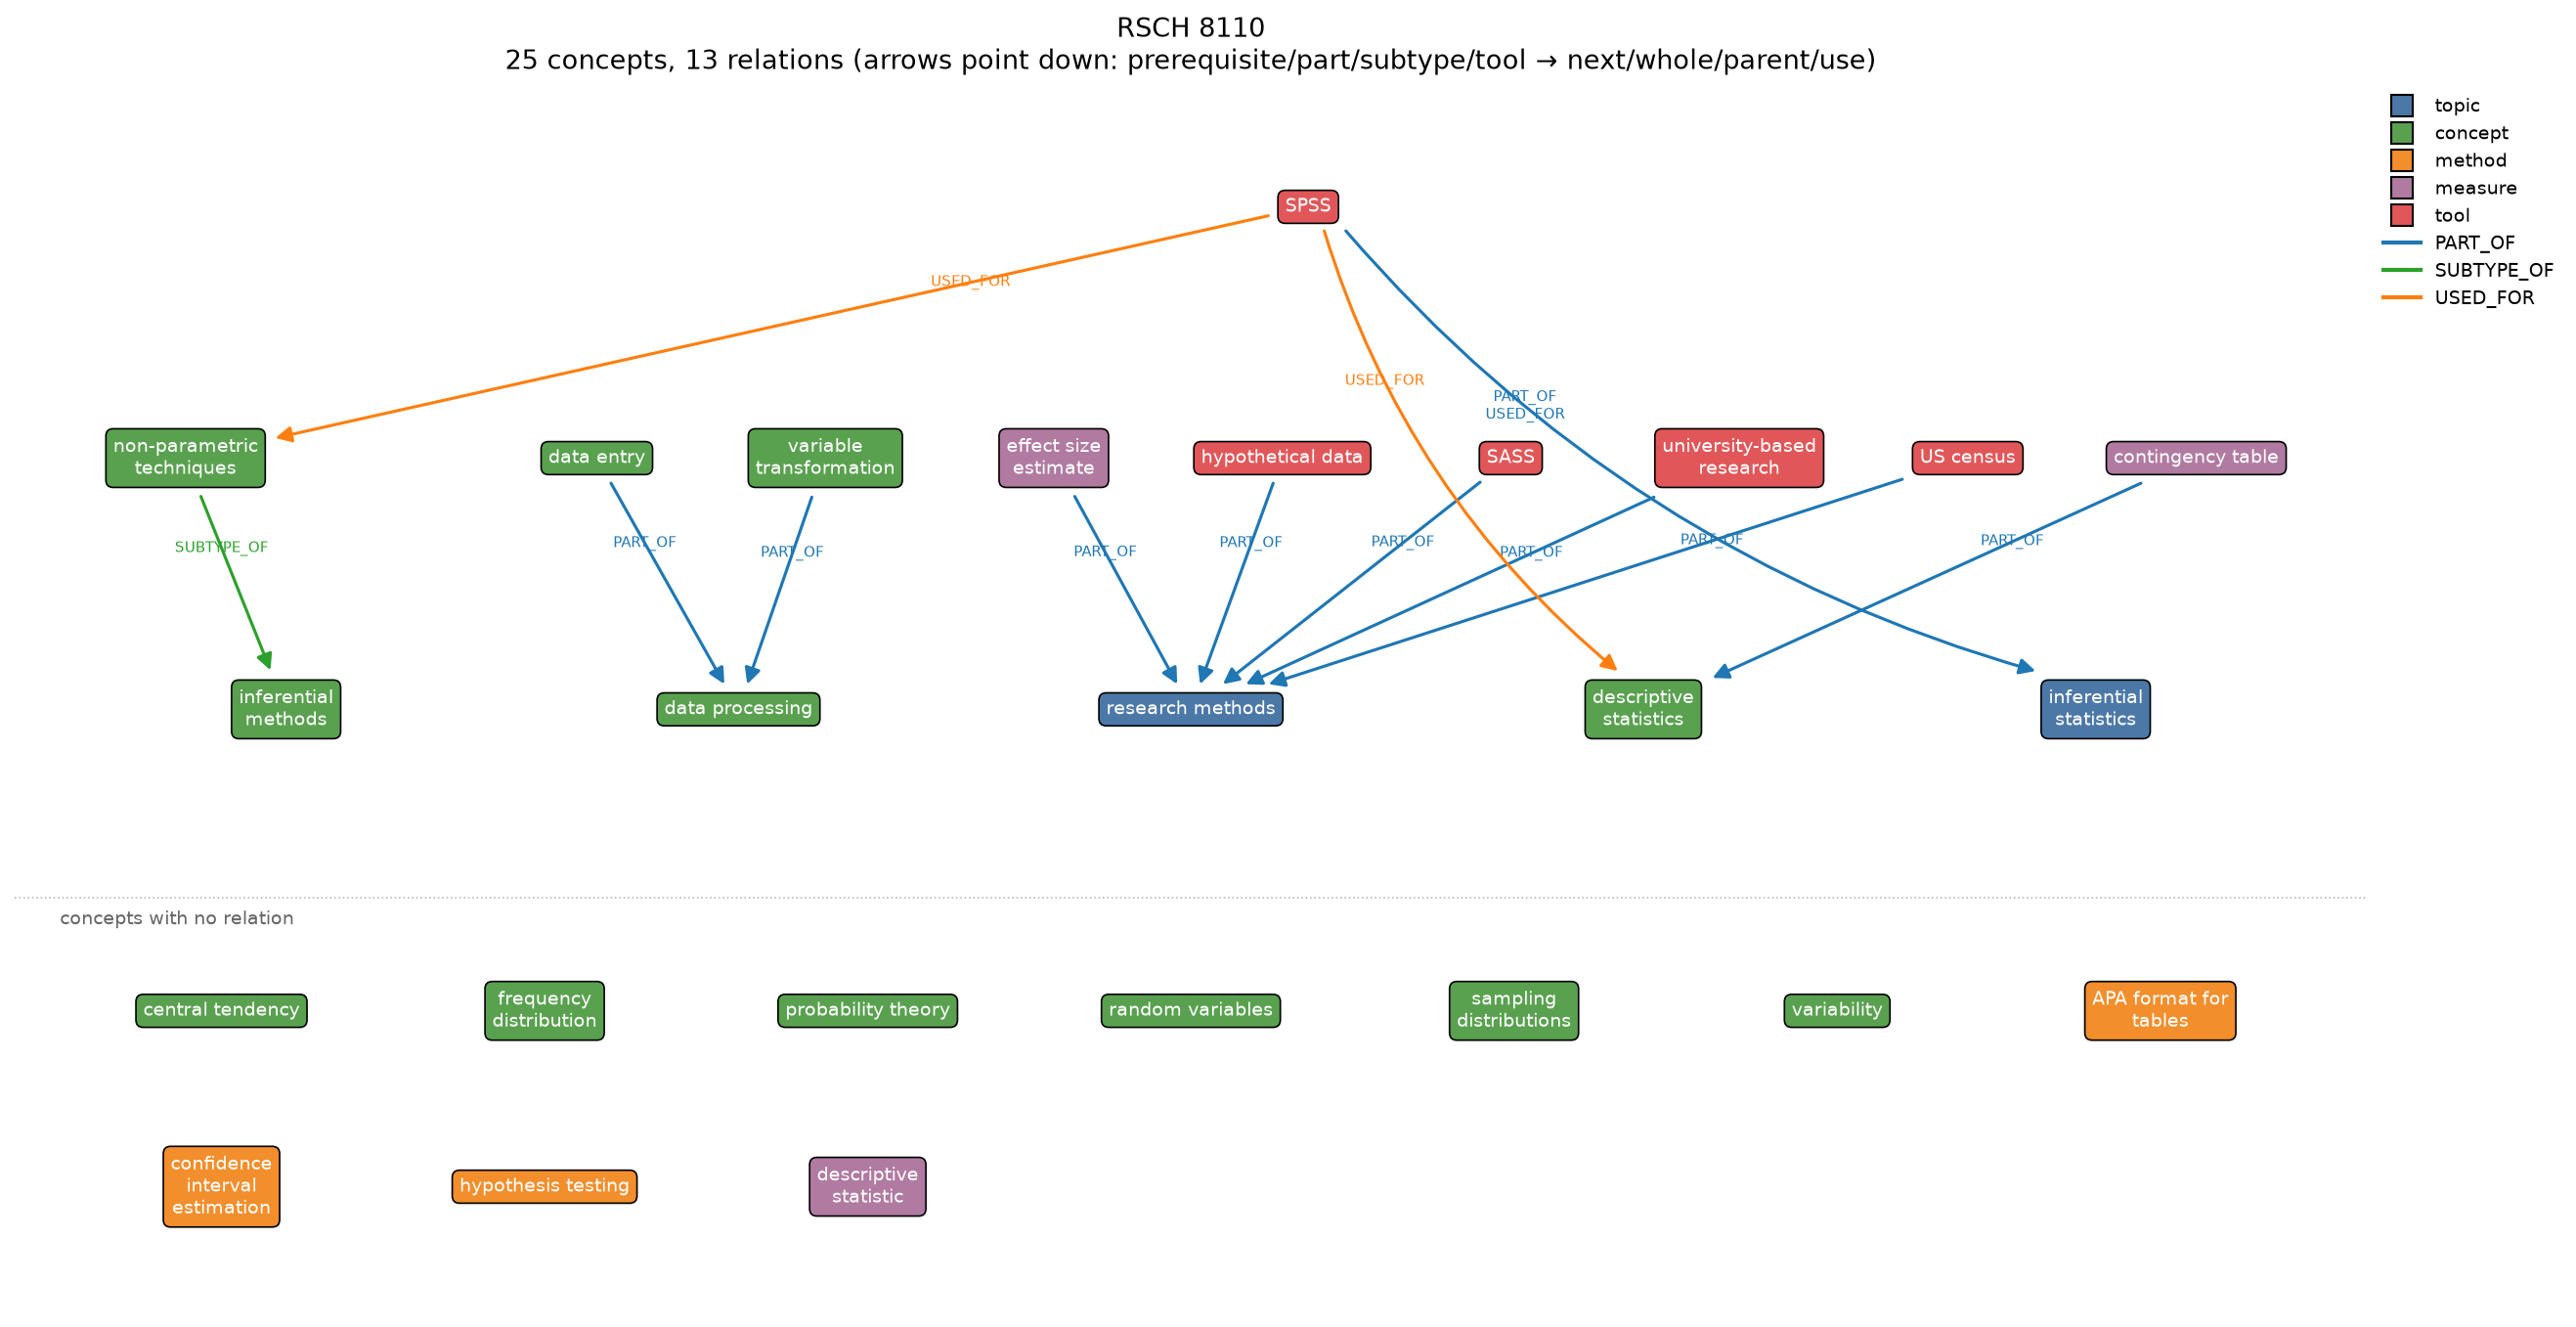 RSCH 8110
25 concepts, 13 relations (arrows point down: prerequisite/part/subtype/tool → next/whole/parent/use)
topic
concept
method
measure
tool
PART_OF
SUBTYPE_OF
USED_FOR
SPSS
USED_FOR
USED_FOR
PART_OF
USED_FOR
non-parametric
techniques
data entry
variable
transformation
effect size
estimate
hypothetical data
SASS
university-based
research
US census
contingency table
SUBTYPE_OF
PART_OF
PART_OF
PART_OF
PART_OF
PART_OF
PART_OF
PART_OF
PART_OF
inferential
methods
data processing
research methods
descriptive
statistics
inferential
statistics
concepts with no relation
central tendency
frequency
distribution
probability theory
random variables
sampling
distributions
variability
APA format for
tables
confidence
interval
estimation
hypothesis testing
descriptive
statistic